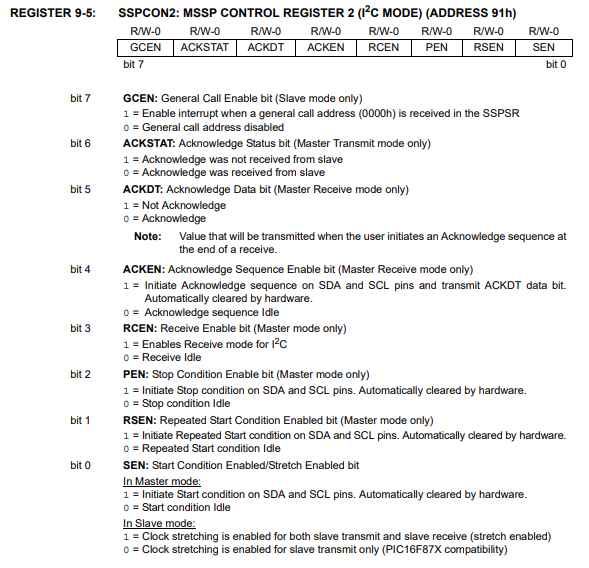 REGISTER 9-5: SSPCON2: MSSP CONTROL REGISTER 2 (I²C MODE) (ADDRESS 91h)
R/W-0 R/W-0 R/W-0 R/W-0 R/W-0 R/W-0 R/W-0 R/W-0
GCEN ACKSTAT ACKDT ACKEN RCEN PEN RSEN SEN
bit 7 bit 0
bit 7 GCEN: General Call Enable bit (Slave mode only)
1 = Enable interrupt when a general call address (0000h) is received in the SSPSR
0 = General call address disabled
bit 6 ACKSTAT: Acknowledge Status bit (Master Transmit mode only)
1 = Acknowledge was not received from slave
0 = Acknowledge was received from slave
bit 5 ACKDT: Acknowledge Data bit (Master Receive mode only)
1 = Not Acknowledge
0 = Acknowledge
Note: Value that will be transmitted when the user initiates an Acknowledge sequence at
the end of a receive.
bit 4 ACKEN: Acknowledge Sequence Enable bit (Master Receive mode only)
1 = Initiate Acknowledge sequence on SDA and SCL pins and transmit ACKDT data bit.
Automatically cleared by hardware.
0 = Acknowledge sequence Idle
bit 3 RCEN: Receive Enable bit (Master mode only)
1 = Enables Receive mode for I²C
0 = Receive Idle
bit 2 PEN: Stop Condition Enable bit (Master mode only)
1 = Initiate Stop condition on SDA and SCL pins. Automatically cleared by hardware.
0 = Stop condition Idle
bit 1 RSEN: Repeated Start Condition Enabled bit (Master mode only)
1 = Initiate Repeated Start condition on SDA and SCL pins. Automatically cleared by hardware.
0 = Repeated Start condition Idle
bit 0 SEN: Start Condition Enabled/Stretch Enabled bit
In Master mode:
1 = Initiate Start condition on SDA and SCL pins. Automatically cleared by hardware.
0 = Start condition Idle
In Slave mode:
1 = Clock stretching is enabled for both slave transmit and slave receive (stretch enabled)
0 = Clock stretching is enabled for slave transmit only (PIC16F87X compatibility)